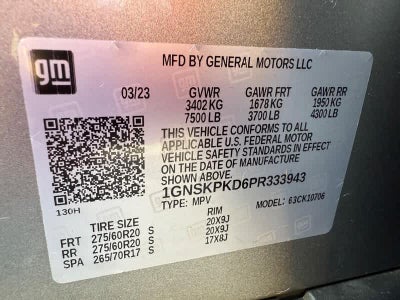 gm
MFD BY GENERAL MOTORS LLC
03/23 GVWR GAWR FRT GAWR RR
3402 KG 1678 KG 1950 KG
7500 LB 3700 LB 4300 LB
THIS VEHICLE CONFORMS TO ALL
APPLICABLE U.S. FEDERAL MOTOR
VEHICLE SAFETY STANDARDS IN EFFECT
ON THE DATE OF MANUFACTURE
SHOWN ABOVE.
1GNSKPKD6PR333943
130H TYPE: MPV MODEL: 63CK10706
TIRE SIZE RIM
FRT 275/60R20 S 20X9J
RR 275/60R20 S 20X9J
SPA 265/70R17 S 17X8J